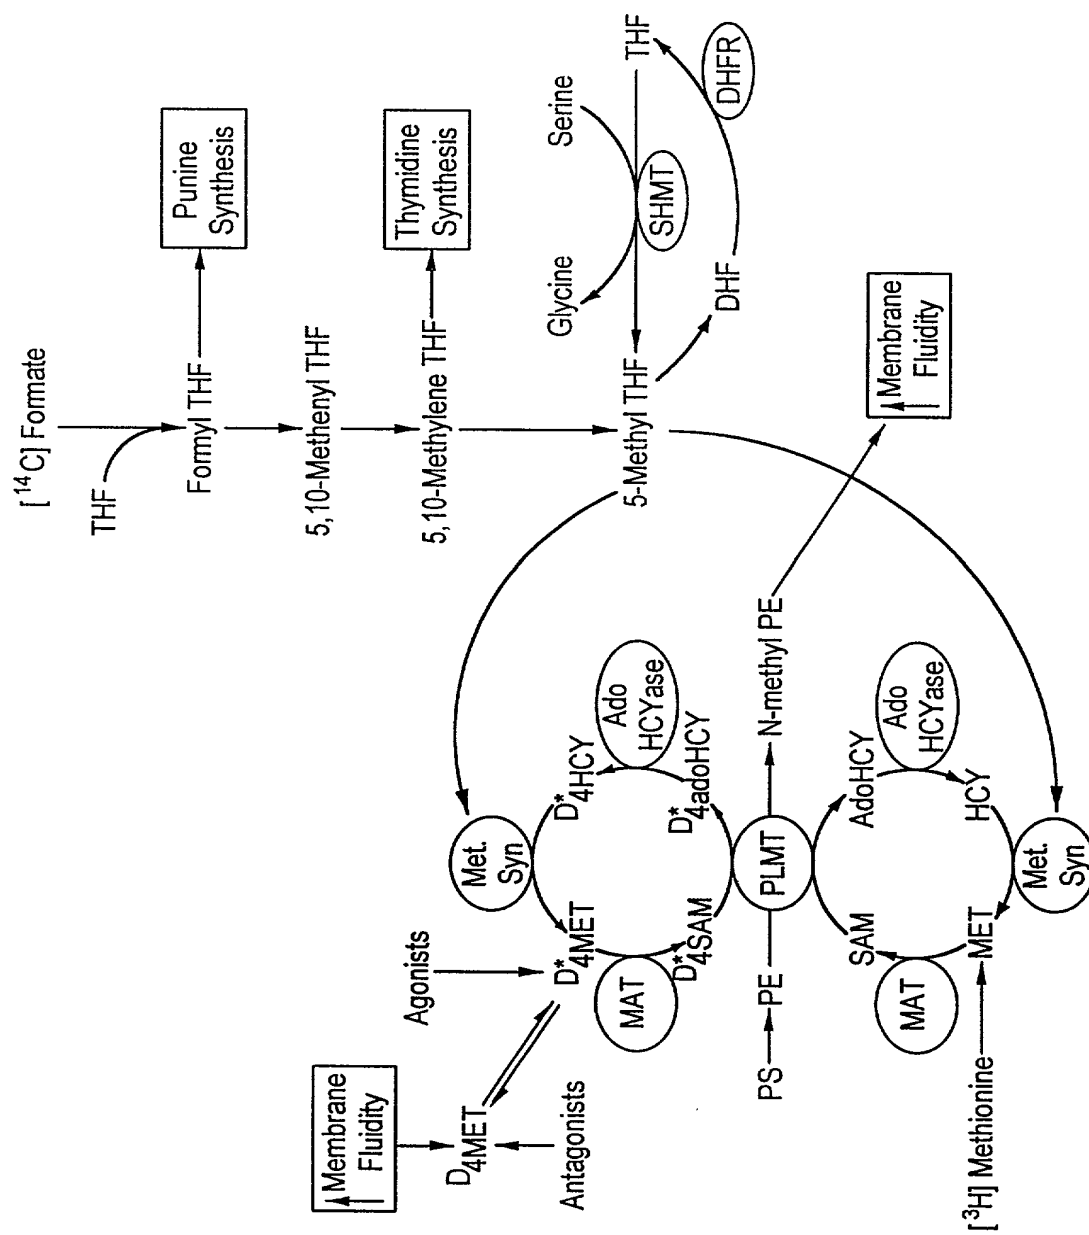 [¹⁴C] Formate
THF
Formyl THF
Punine
Synthesis
5,10-Methenyl THF
5,10-Methylene THF
Thymidine
Synthesis
5-Methyl THF
Glycine
Serine
SHMT
THF
DHF
DHFR
Membrane
Fluidity
D4MET
Antagonists
Agonists
D*4MET
Met.
Syn
D*4HCY
Ado
HCYase
D*4adoHCY
MAT
D*4SAM
PS
PE
PLMT
N-methyl PE
Membrane
Fluidity
SAM
AdoHCY
MAT
Ado
HCYase
[³H] Methionine
MET
HCY
Met.
Syn